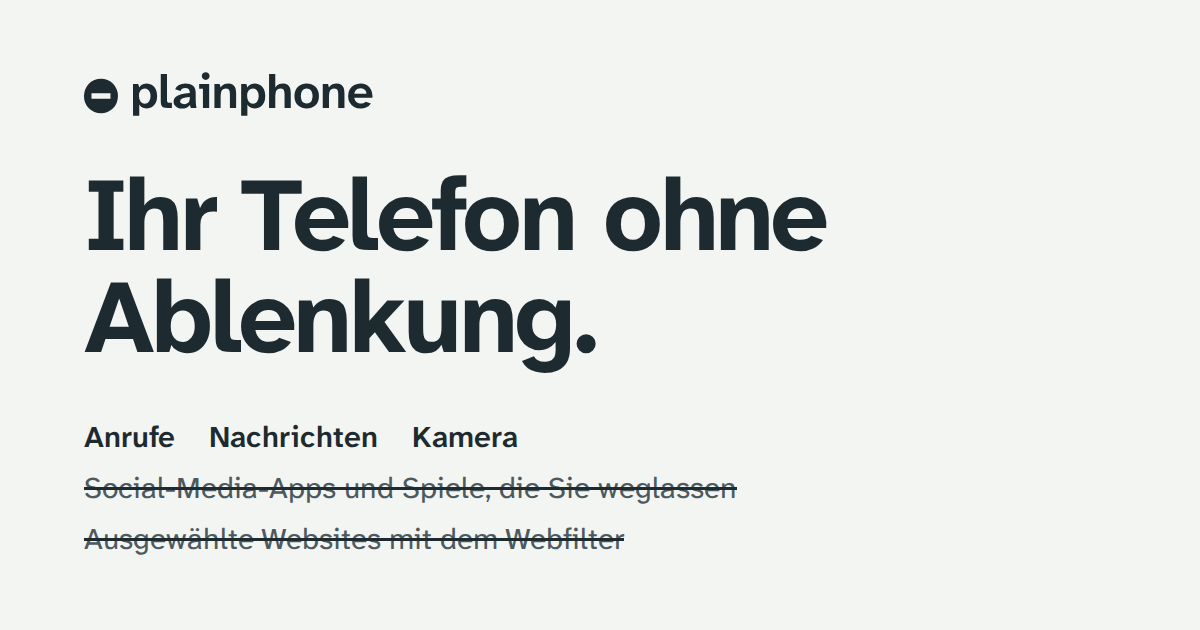 plainphone
Ihr Telefon ohne
Ablenkung.
Anrufe Nachrichten Kamera
Social-Media-Apps und Spiele, die Sie weglassen
Ausgewählte Websites mit dem Webfilter